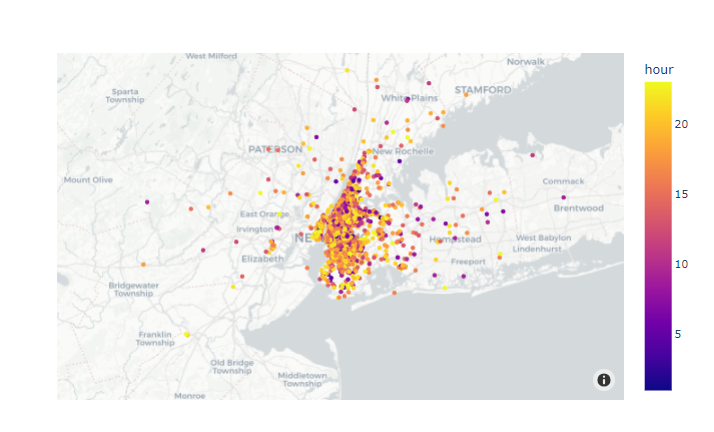 West Milford
Norwalk
hour
Sparta
Township
White Plains
STAMFORD
20
PATERSON
New Rochelle
Mount Olive
Commack
15
East Orange
Brentwood
Irvington
NE
Hempstead
West Babylon
Lindenhurst
Elizabeth
Freeport
10
Bridgewater
Township
Franklin
Township
5
Old Bridge
Township
Middletown
Township
Monroe